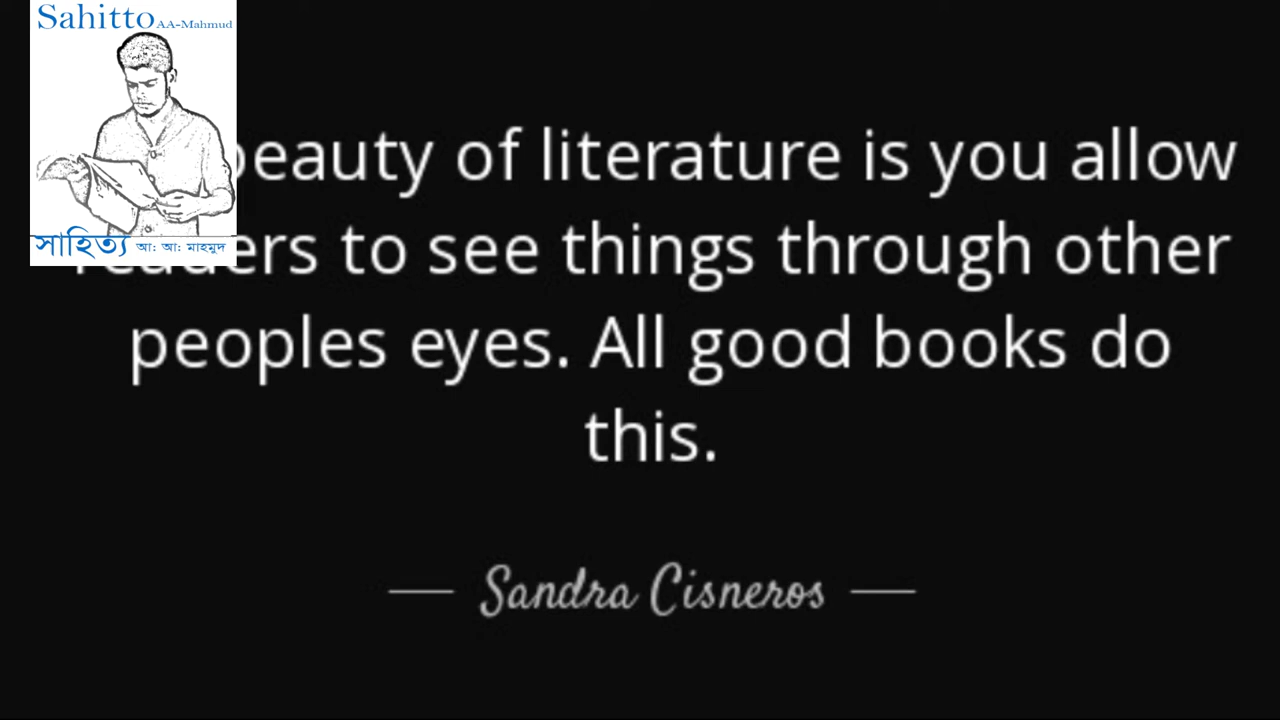 Sahitto AA-Mahmud
beauty of literature is you allow
readers to see things through other
peoples eyes. All good books do
this.
Sandra Cisneros
সাহিত্য আ: আ: মাহমুদ